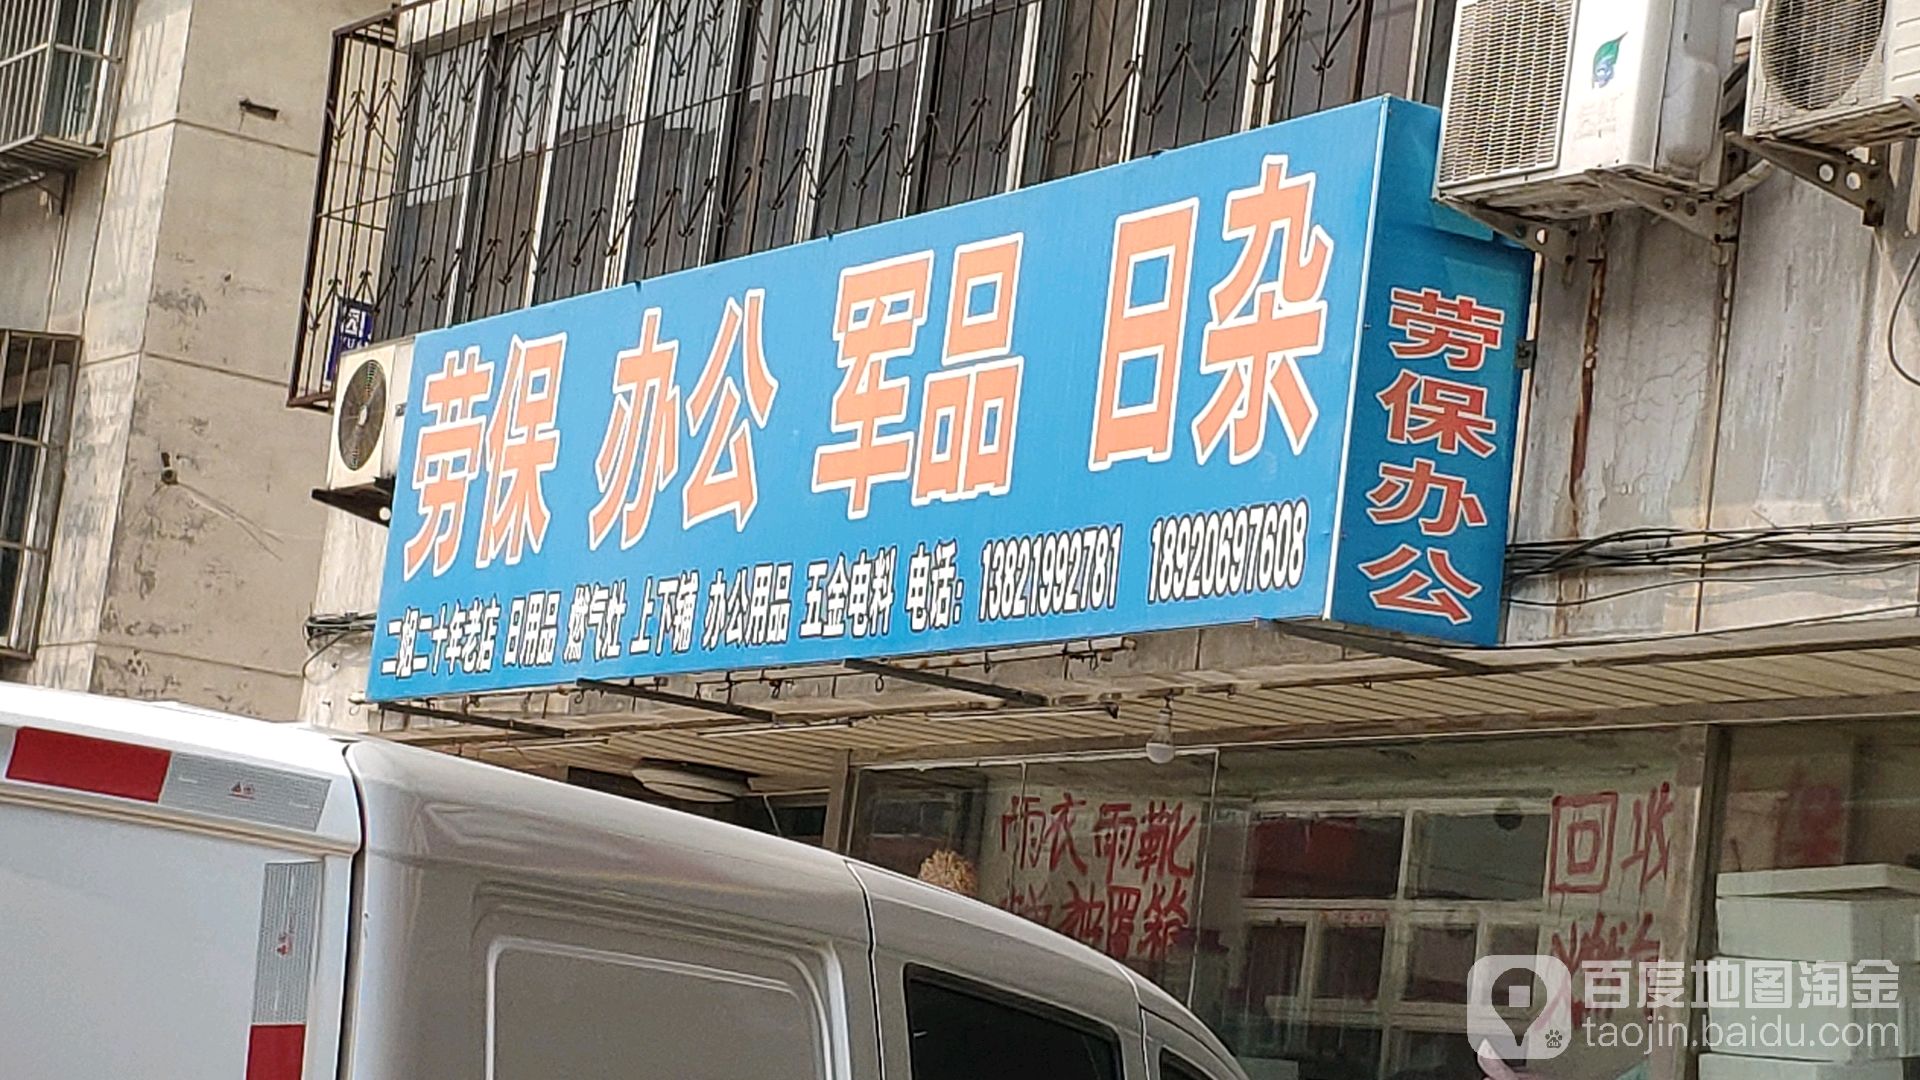 劳保 办公 军品 日杂
二姐二十年老店 日用品 燃气灶 上下铺 办公用品 五金电料 电话：13821992781 18920697608
劳保办公
雨衣雨靴
回收
百度地图淘金
taojin.baidu.com